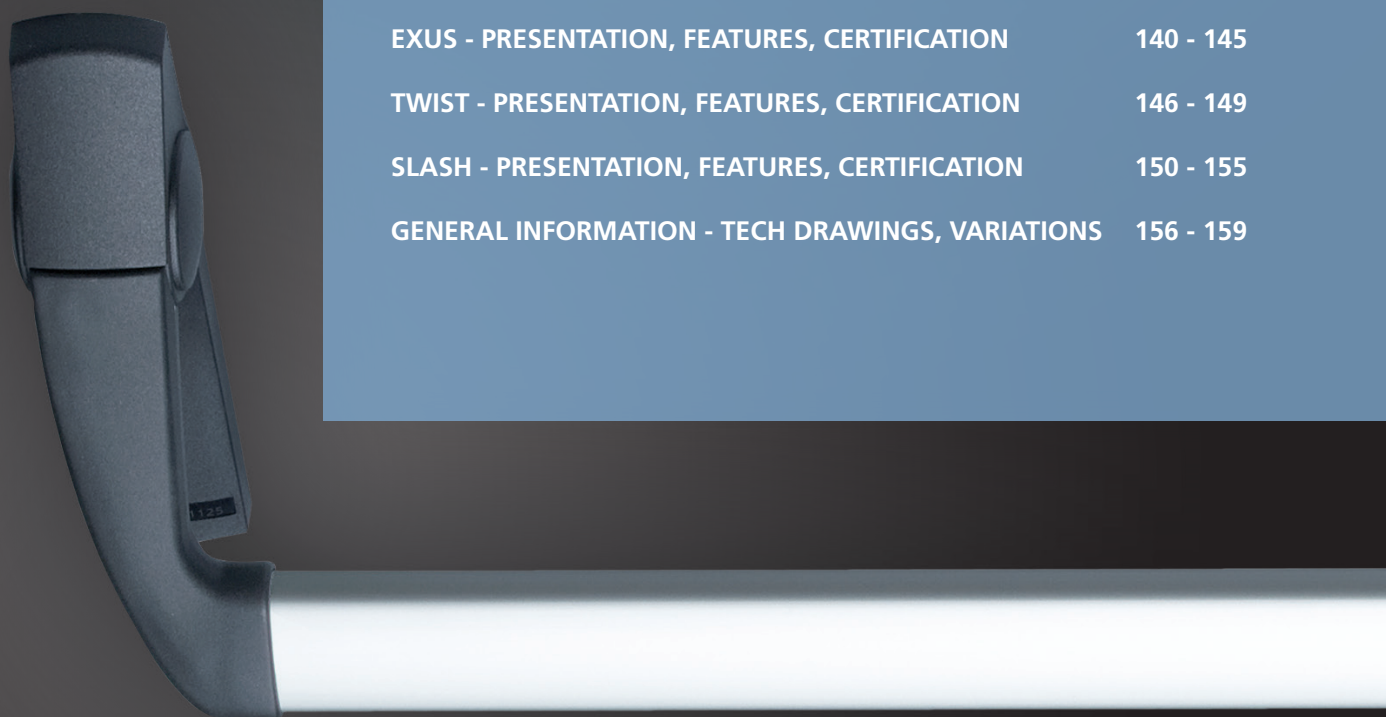 EXUS - PRESENTATION, FEATURES, CERTIFICATION 140 - 145
TWIST - PRESENTATION, FEATURES, CERTIFICATION 146 - 149
SLASH - PRESENTATION, FEATURES, CERTIFICATION 150 - 155
GENERAL INFORMATION - TECH DRAWINGS, VARIATIONS 156 - 159
1125